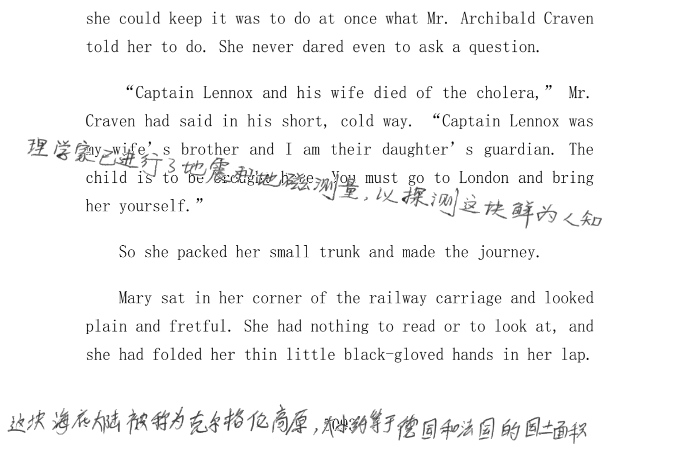 she could keep it was to do at once what Mr. Archibald Craven
told her to do. She never dared even to ask a question.
“Captain Lennox and his wife died of the cholera,” Mr.
Craven had said in his short, cold way. “Captain Lennox was
my wife’s brother and I am their daughter’s guardian. The
理学家已进行了地震和地磁测量,以探测这块鲜为人知
child is to be brought here. You must go to London and bring
her yourself.”
So she packed her small trunk and made the journey.
Mary sat in her corner of the railway carriage and looked
plain and fretful. She had nothing to read or to look at, and
she had folded her thin little black-gloved hands in her lap.
这块海底大陆被称为克尔格伦高原,大小约等于德国和法国的国土面积